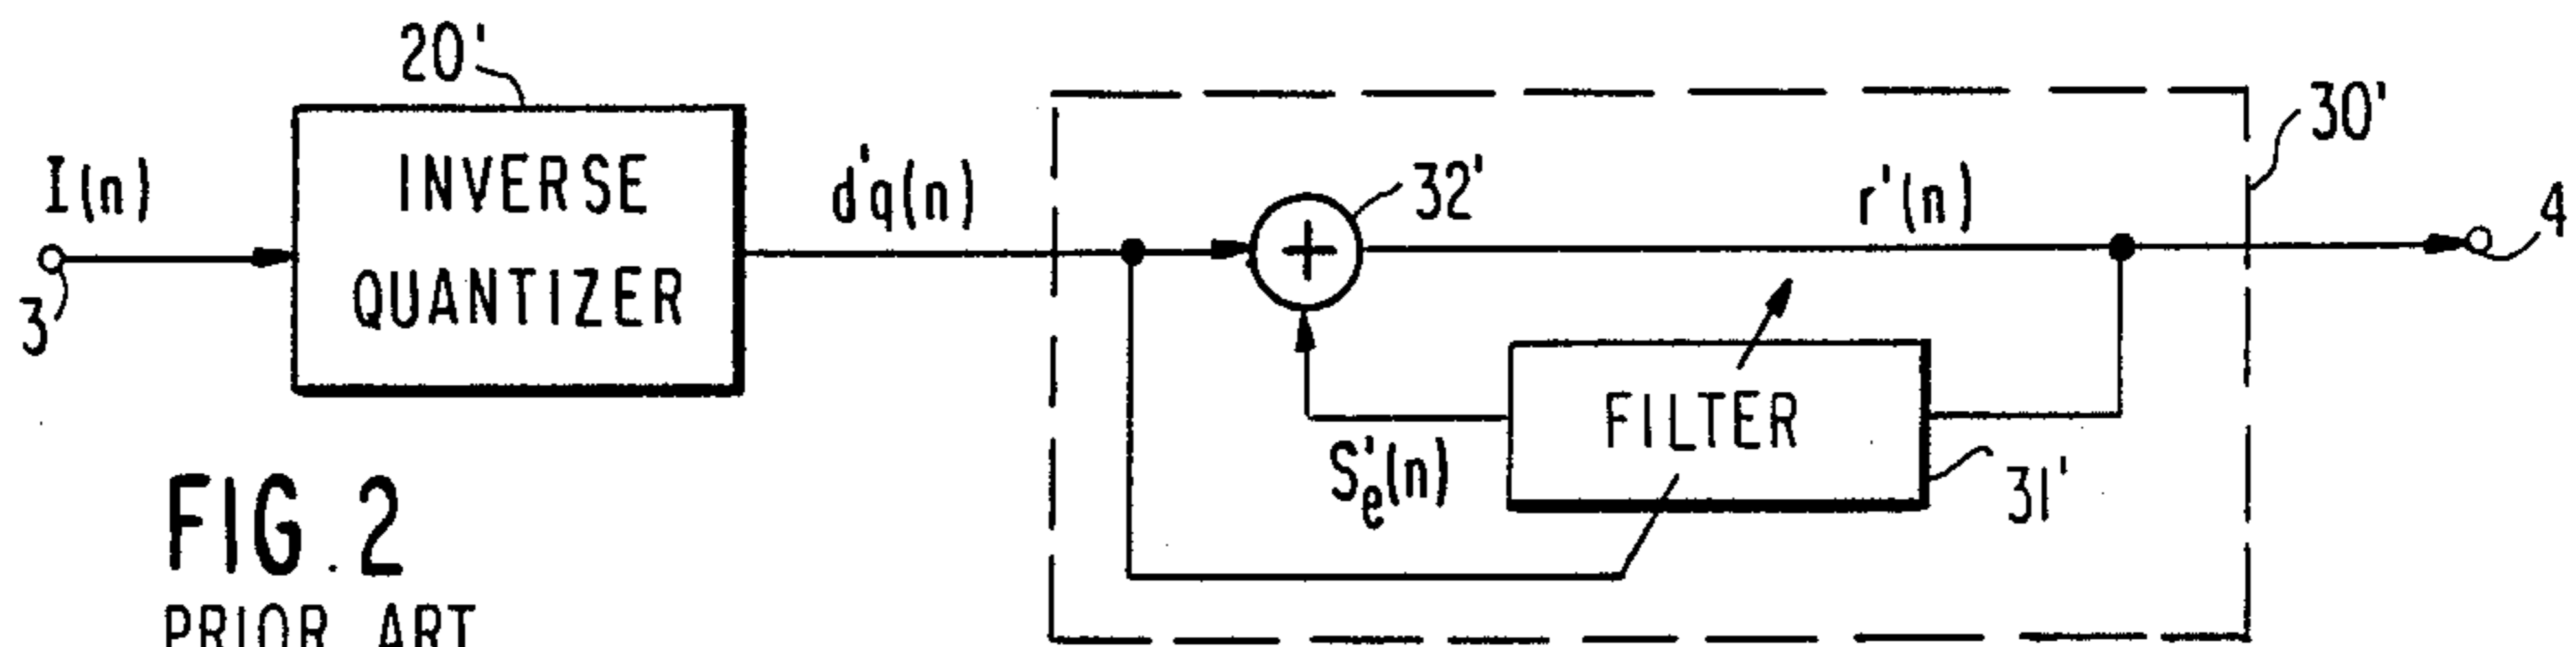 20'
I(n)
3
INVERSE
QUANTIZER
d'q(n)
32'
r'(n)
30'
4
S'e(n)
FILTER
31'
FIG.2
PRIOR ART